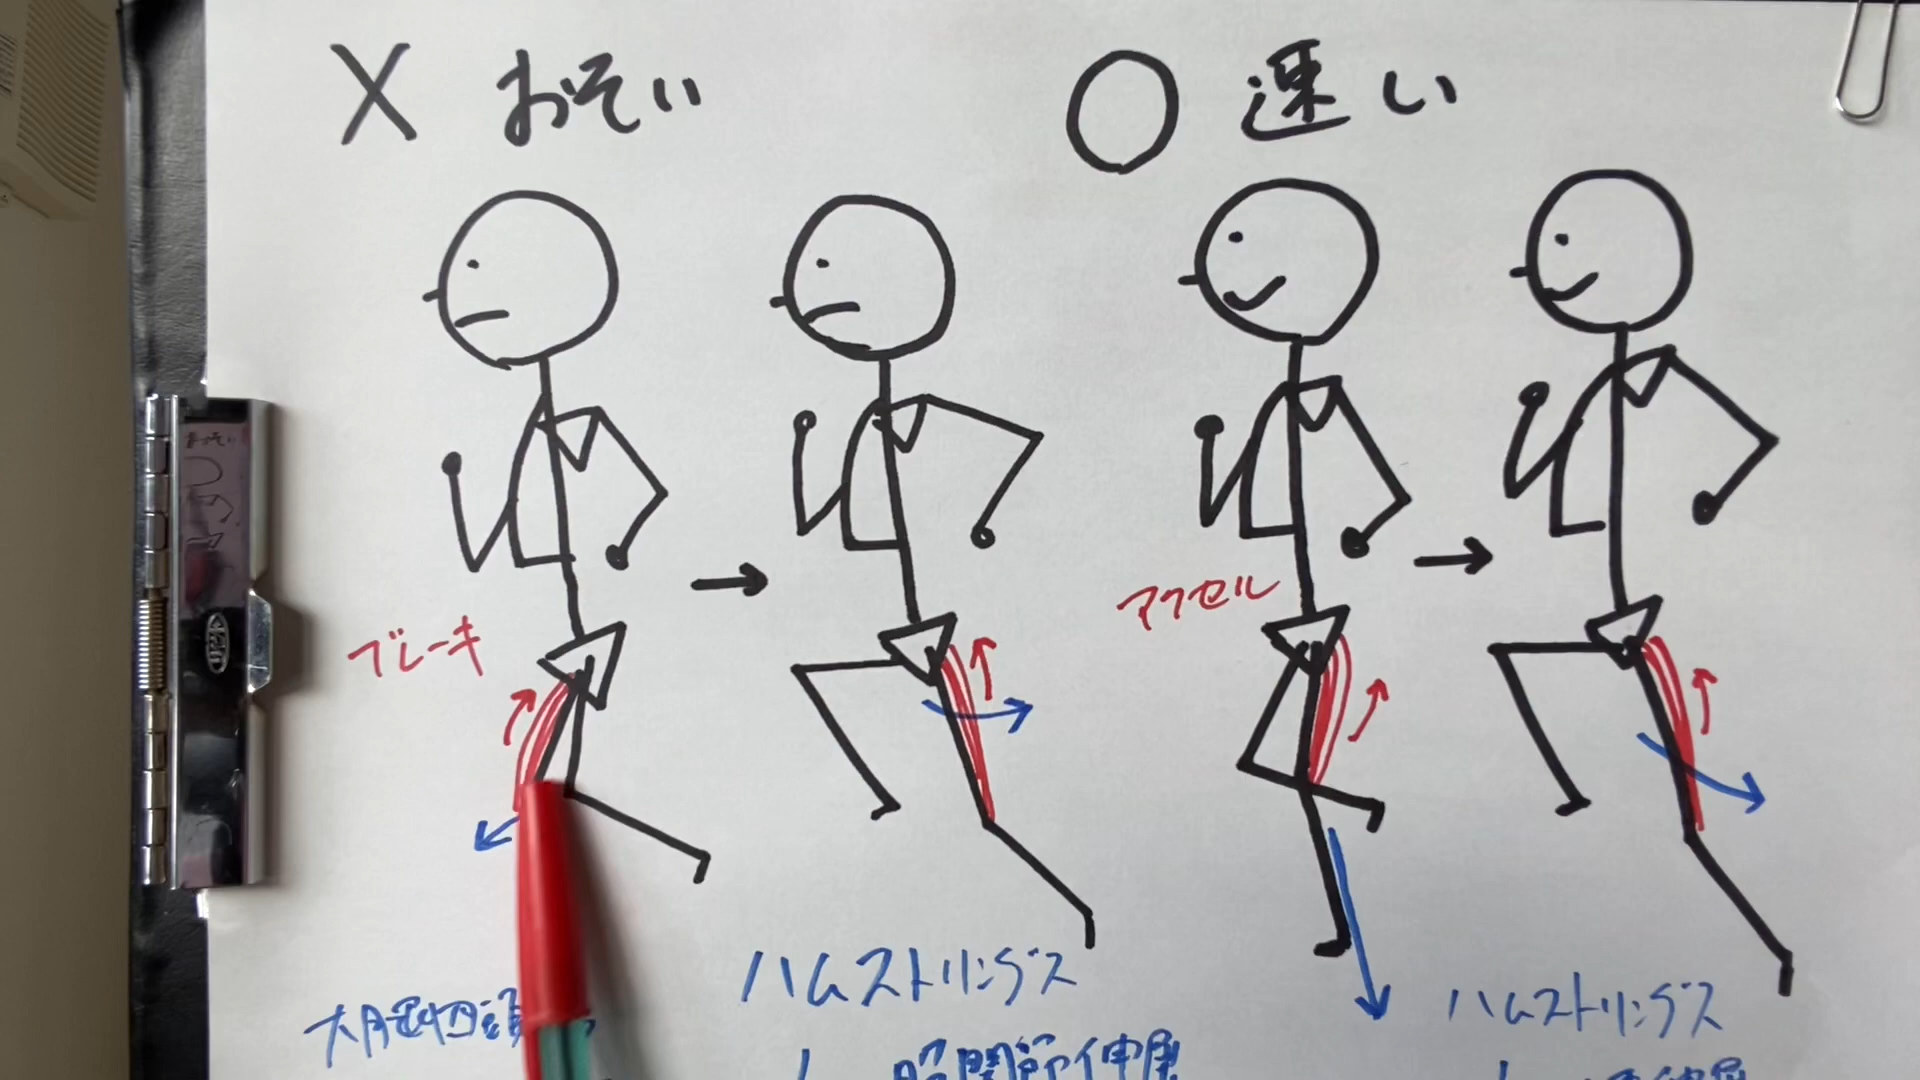 X おそい
○ 速い
ブレーキ
アクセル
大腿四頭
ハムストリングス
股関節伸展
ハムストリングス